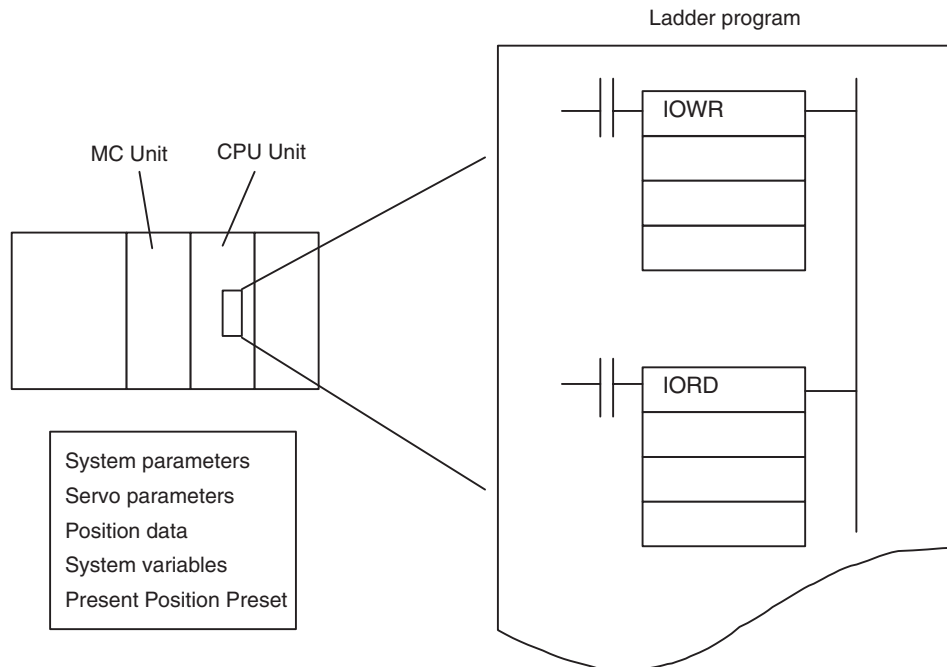 Ladder program
IOWR
MC Unit
CPU Unit
IORD
System parameters
Servo parameters
Position data
System variables
Present Position Preset